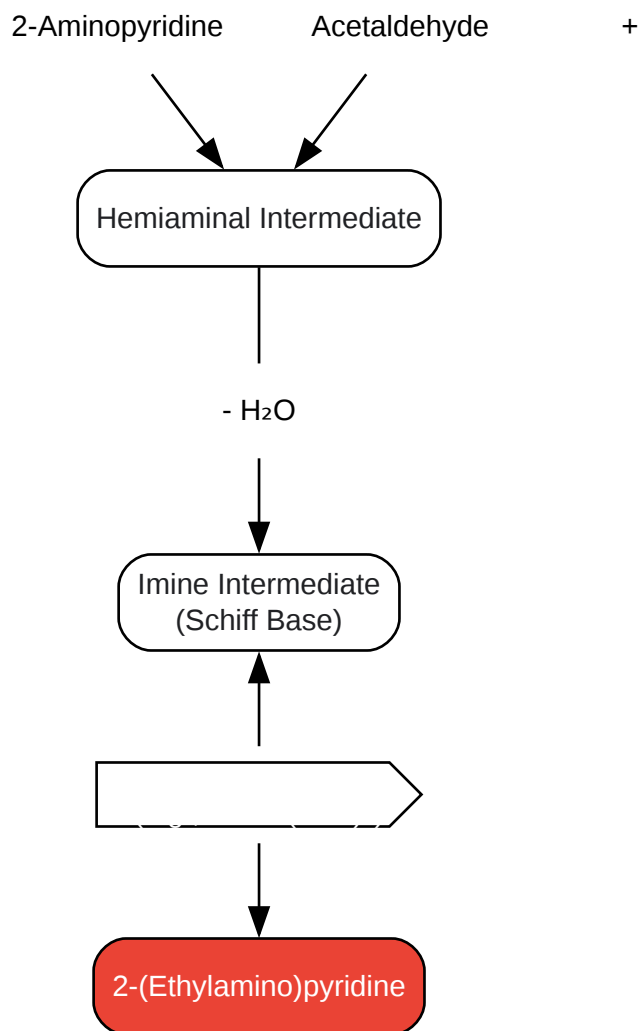 2-Aminopyridine Acetaldehyde +
Hemiaminal Intermediate
- H₂O
Imine Intermediate
(Schiff Base)
2-(Ethylamino)pyridine